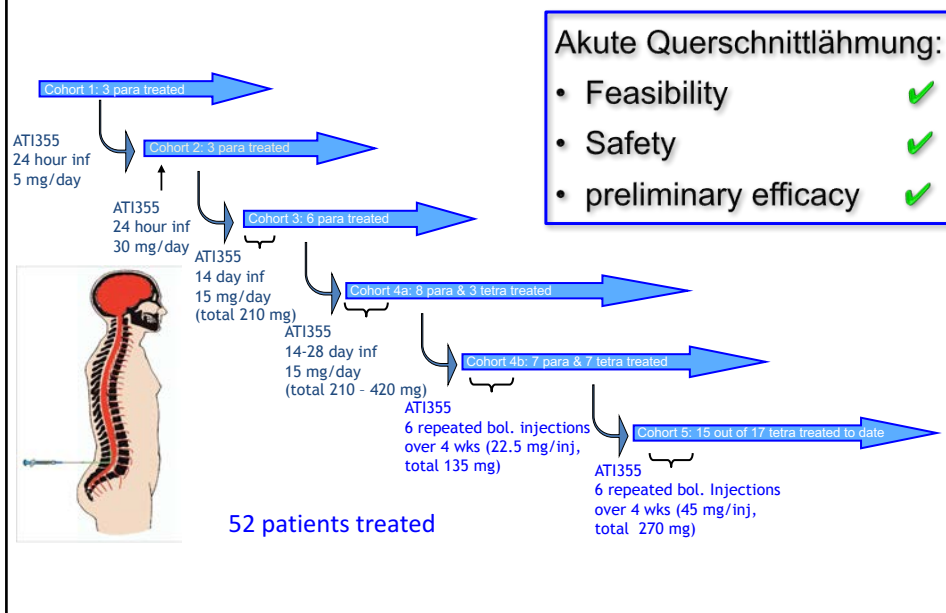 Akute Querschnittlähmung:
• Feasibility ✔
• Safety ✔
• preliminary efficacy ✔
Cohort 1: 3 para treated
ATI355
24 hour inf
5 mg/day
Cohort 2: 3 para treated
ATI355
24 hour inf
30 mg/day
Cohort 3: 6 para treated
ATI355
14 day inf
15 mg/day
(total 210 mg)
Cohort 4a: 8 para & 3 tetra treated
ATI355
14-28 day inf
15 mg/day
(total 210 - 420 mg)
Cohort 4b: 7 para & 7 tetra treated
ATI355
6 repeated bol. injections
over 4 wks (22.5 mg/inj,
total 135 mg)
Cohort 5: 15 out of 17 tetra treated to date
ATI355
6 repeated bol. Injections
over 4 wks (45 mg/inj,
total 270 mg)
52 patients treated